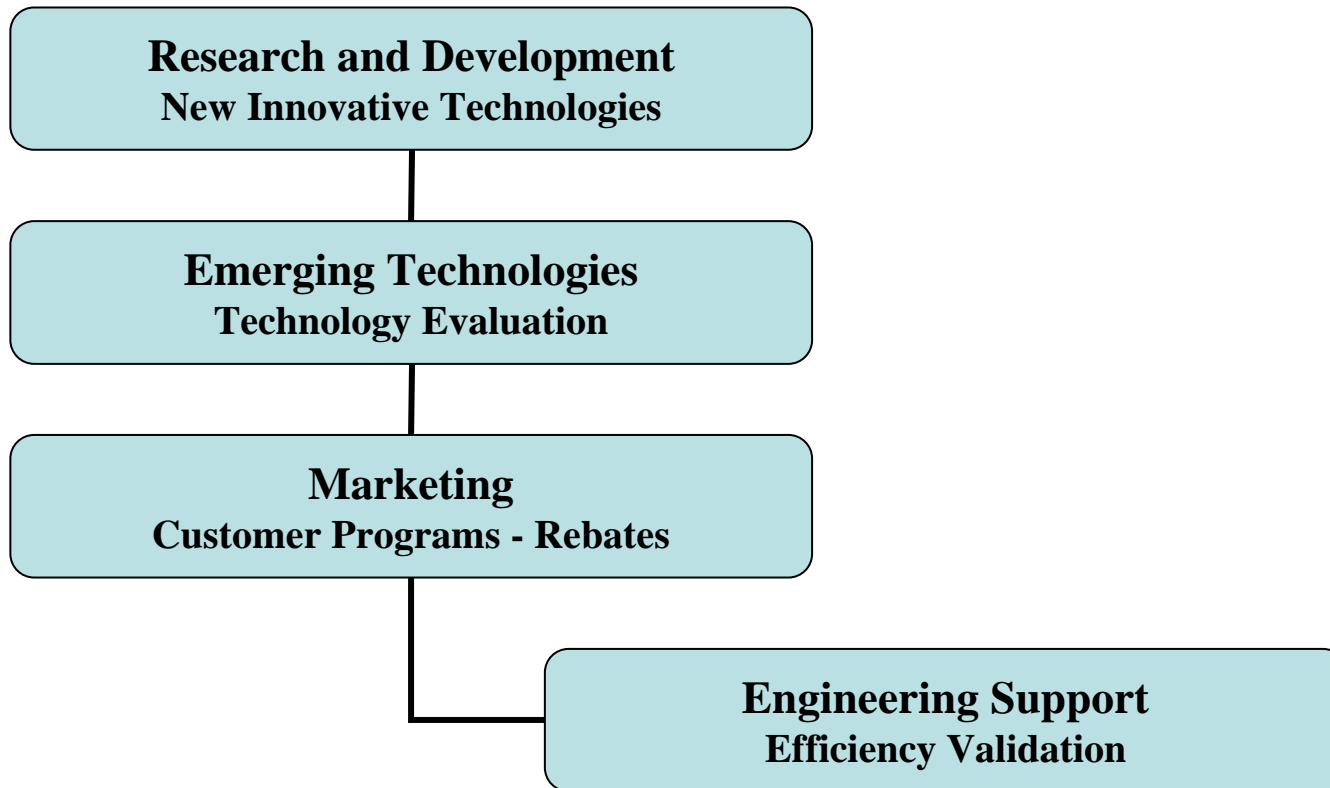 Research and Development
New Innovative Technologies
Emerging Technologies
Technology Evaluation
Marketing
Customer Programs - Rebates
Engineering Support
Efficiency Validation